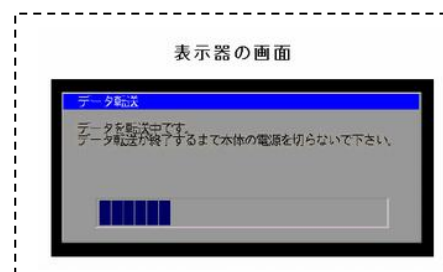 表示器の画面
データ転送
データを転送中です。
データ転送が終了するまで本体の電源を切らないで下さい。